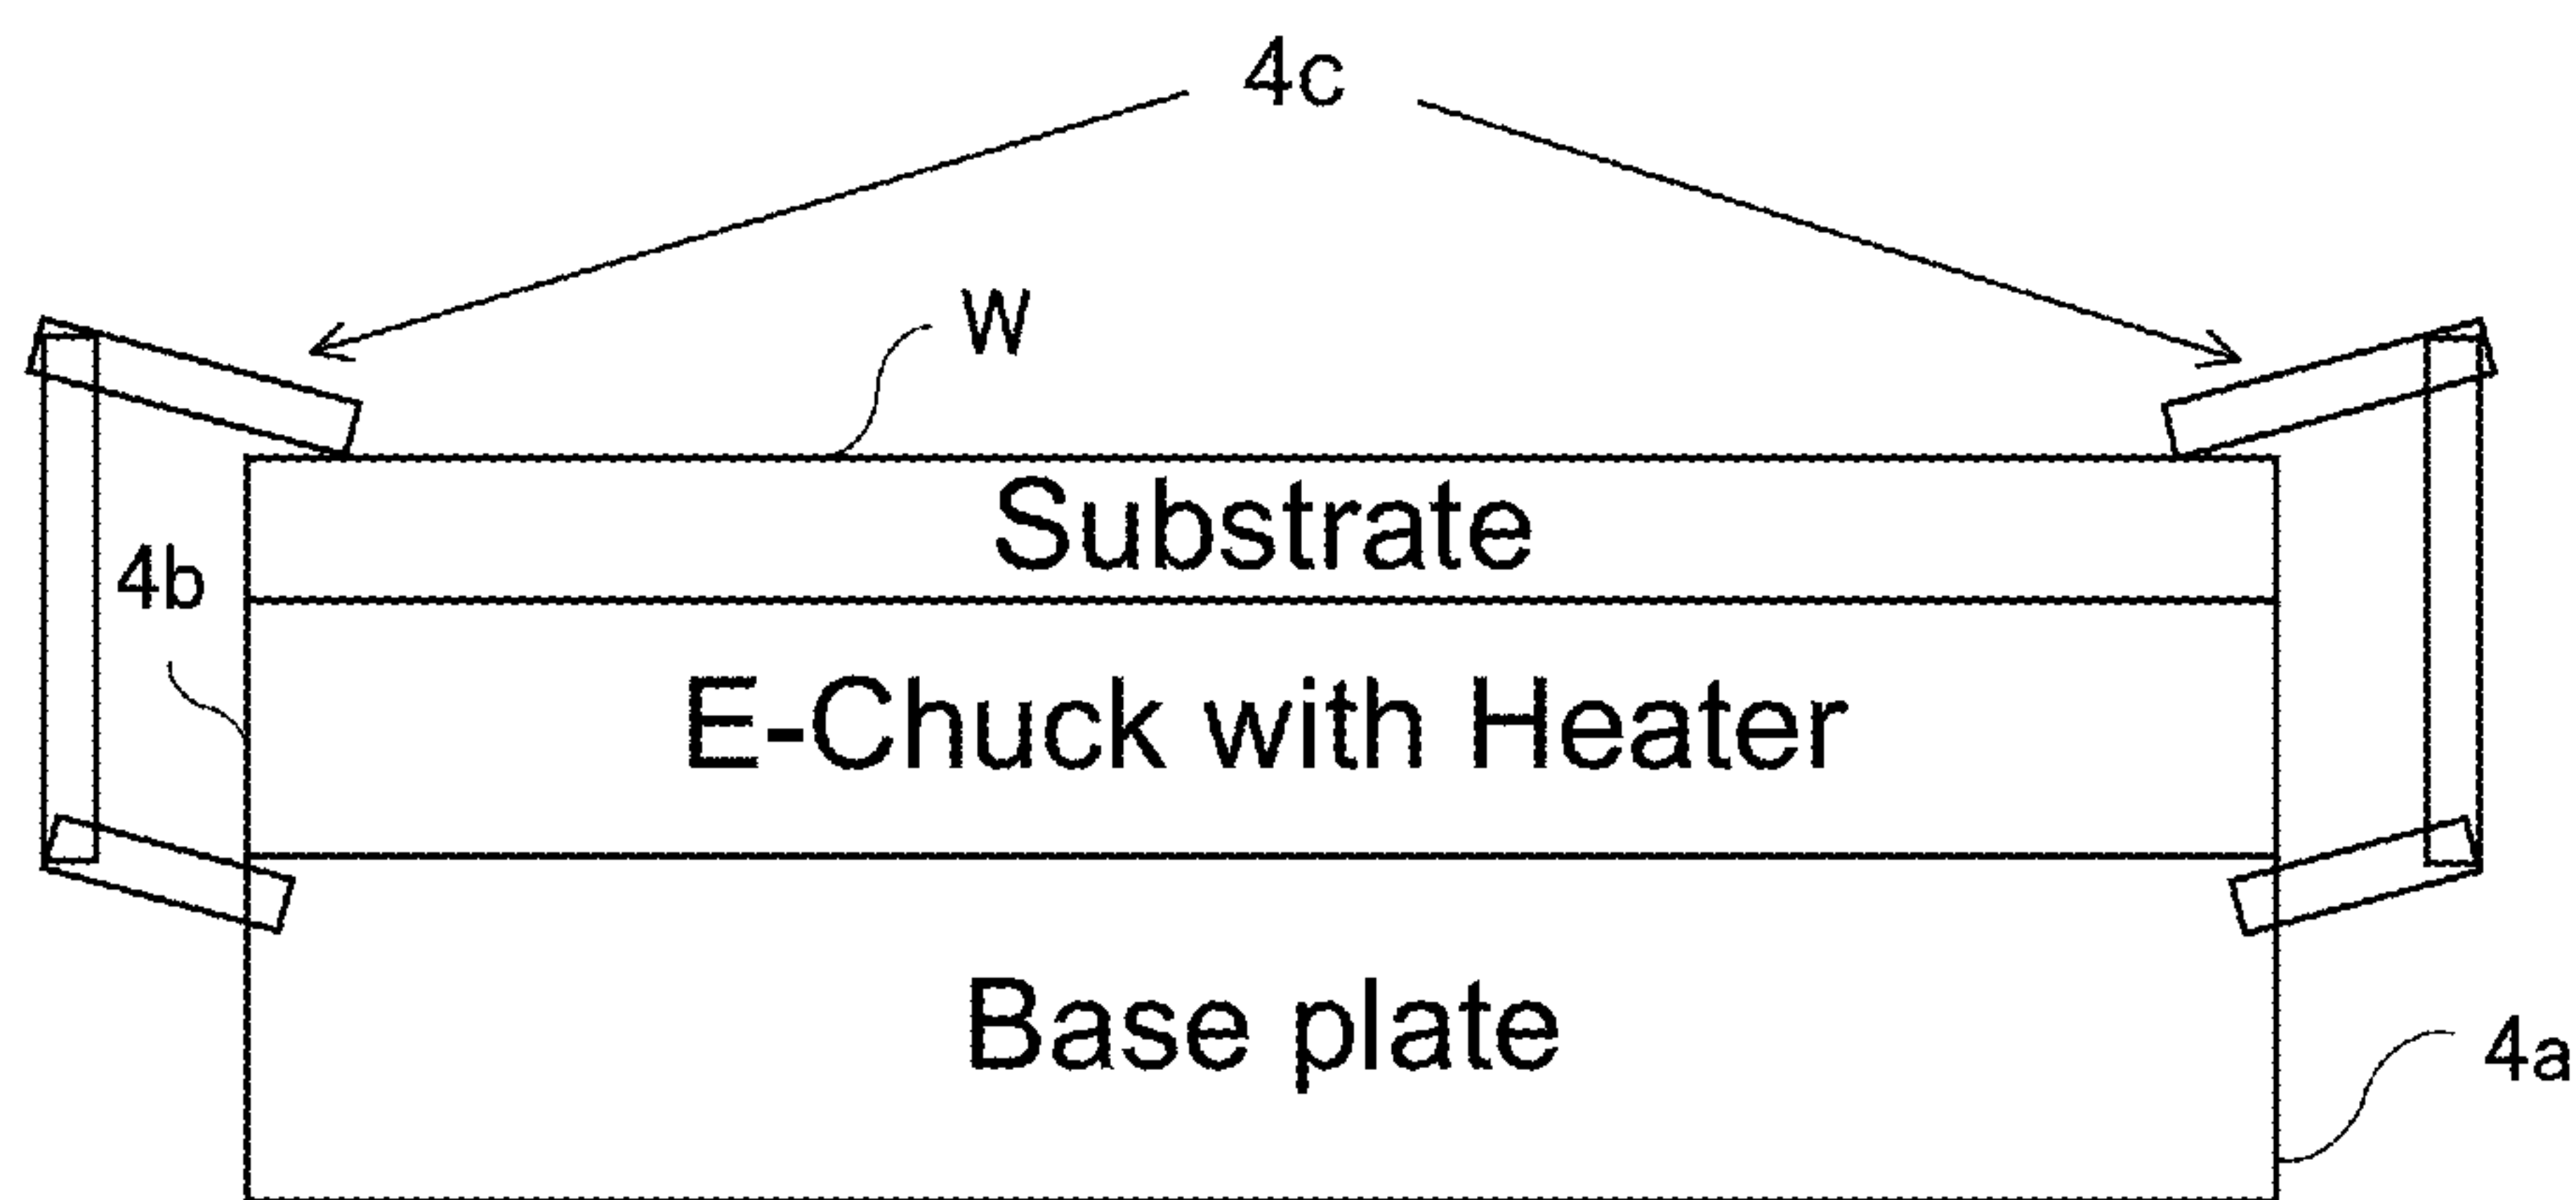 4c
W
Substrate
4b
E-Chuck with Heater
Base plate
4a